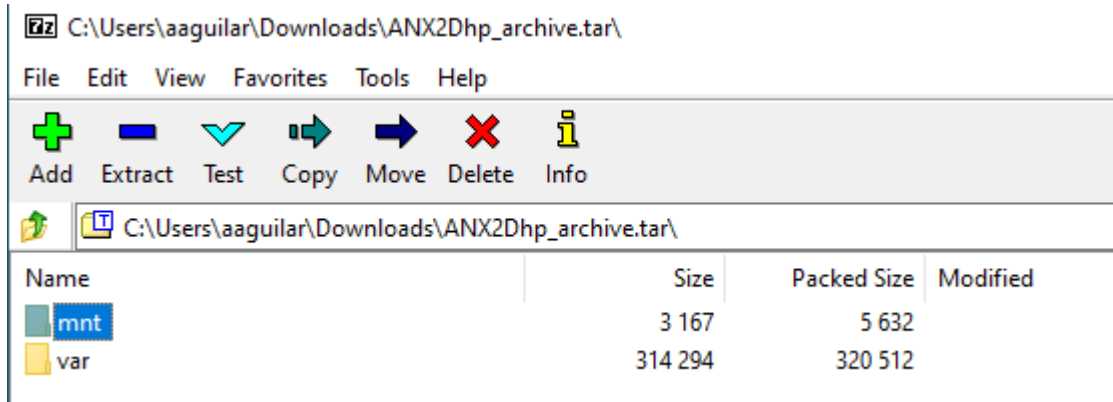 7z C:\Users\aaguilar\Downloads\ANX2Dhp_archive.tar\
File Edit View Favorites Tools Help
Add Extract Test Copy Move Delete Info
T C:\Users\aaguilar\Downloads\ANX2Dhp_archive.tar\
Name Size Packed Size Modified
mnt 3 167 5 632
var 314 294 320 512